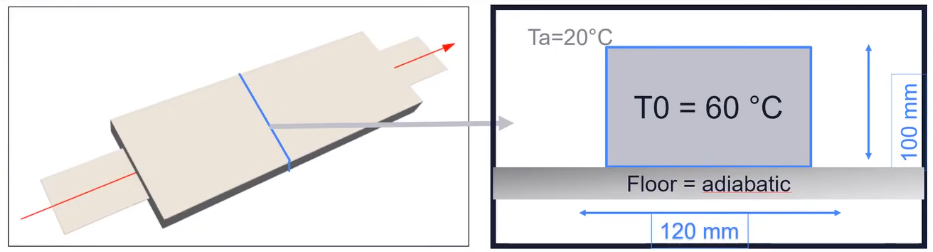 Ta=20°C
T0 = 60 °C
100 mm
Floor = adiabatic
120 mm